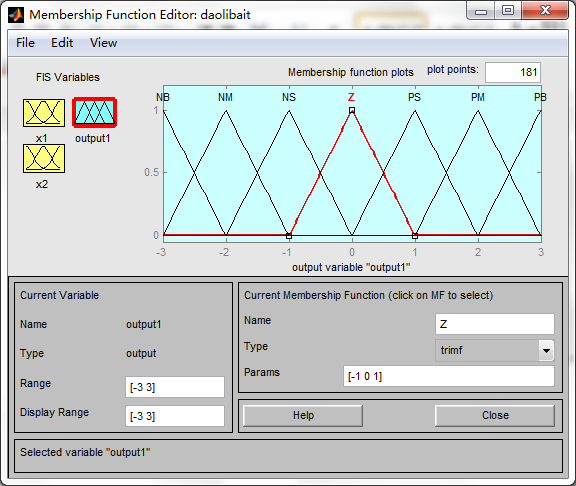 Membership Function Editor: daolibait
File Edit View
FIS Variables
Membership function plots plot points: 181
NB NM NS Z PS PM PB
x1 output1
x2
1
0.5
0
-3 -2 -1 0 1 2 3
output variable "output1"
Current Variable
Name output1
Type output
Range [-3 3]
Display Range [-3 3]
Current Membership Function (click on MF to select)
Name Z
Type trimf
Params [-1 0 1]
Help Close
Selected variable "output1"